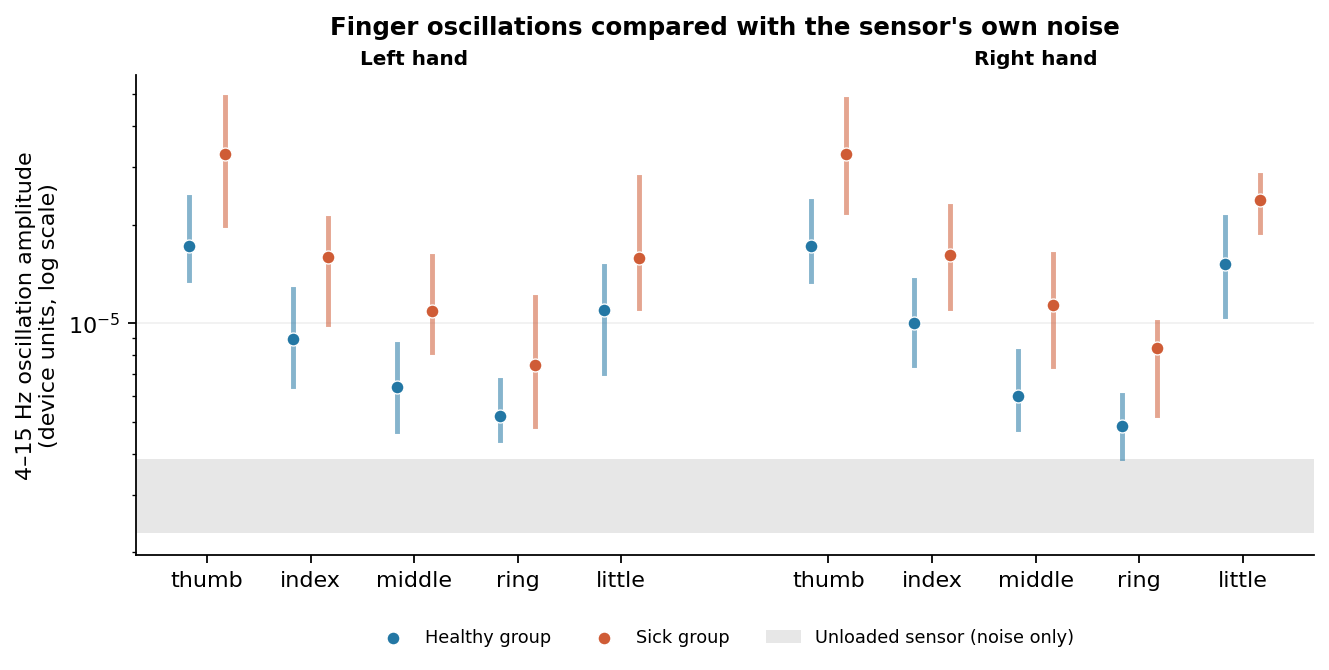 Finger oscillations compared with the sensor's own noise
Left hand
Right hand
4–15 Hz oscillation amplitude
(device units, log scale)
10⁻⁵
thumb index middle ring little thumb index middle ring little
Healthy group Sick group Unloaded sensor (noise only)